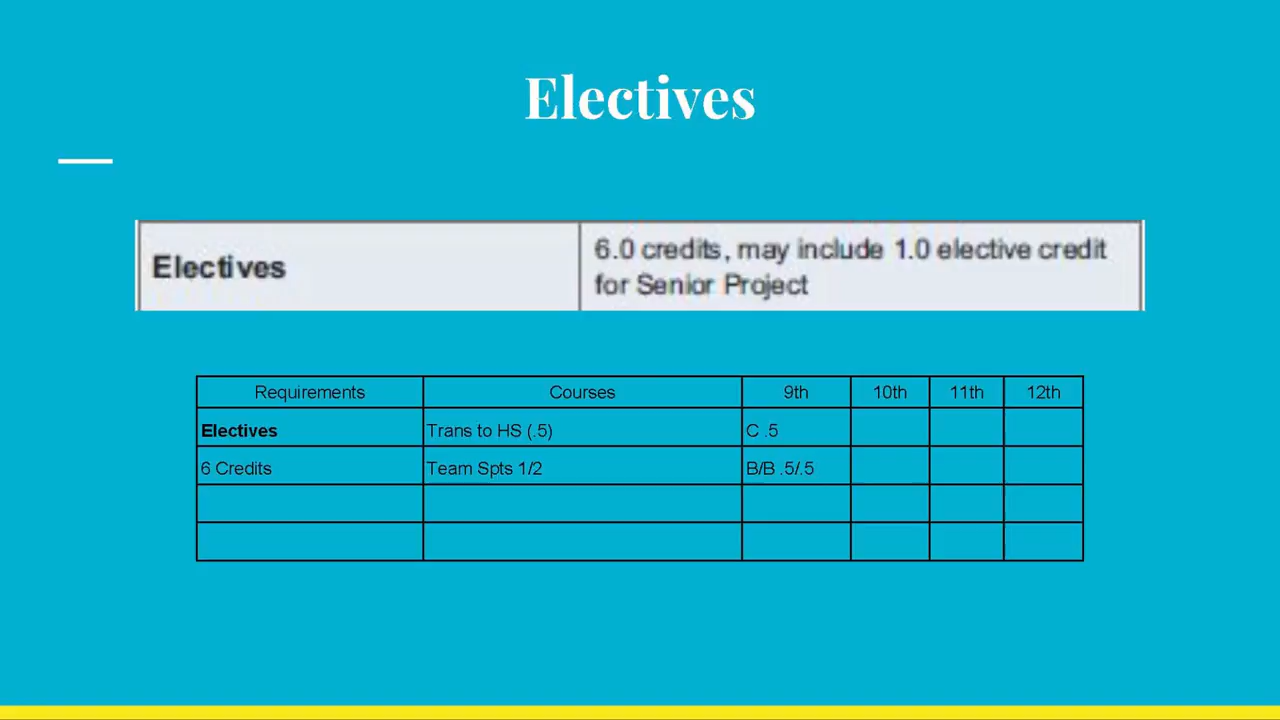 Electives
Electives
6.0 credits, may include 1.0 elective credit
for Senior Project
Requirements Courses 9th 10th 11th 12th
Electives Trans to HS (.5) C .5
6 Credits Team Spts 1/2 B/B .5/.5